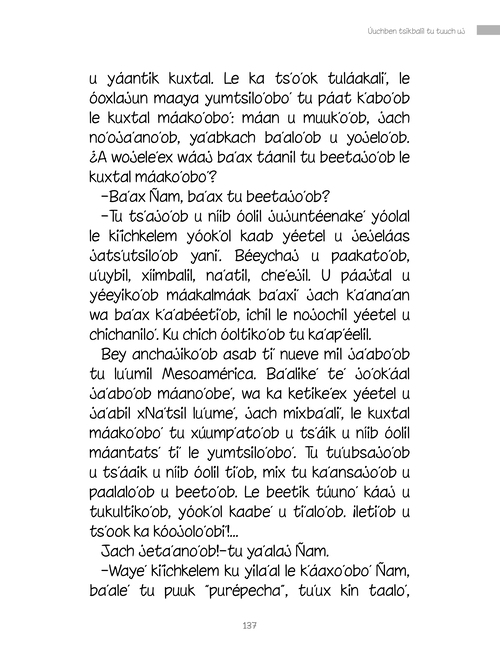 Úuchben tsikbalil tu tuuch uj
u yáantik kuxtal. Le ka ts'o'ok tuláakali', le
óoxlajun maaya yumtsilo'obo' tu páat k'abo'ob
le kuxtal máako'obo': máan u muuk'o'ob, jach
no'oja'ano'ob, ya'abkach ba'alo'ob u yojelo'ob.
¿A wojele'ex wáaj ba'ax táanil tu beetajo'ob le
kuxtal máako'obo'?
–Ba'ax Ñam, ba'ax tu beetajo'ob?
–Tu ts'ajo'ob u níib óolil jujuntéenake' yóolal
le kíichkelem yóok'ol kaab yéetel u jejeláas
jats'utsilo'ob yani'. Béeychaj u paakato'ob,
u'uybil, xíimbalil, na'atil, che'ejil. U páajtal u
yéeyiko'ob máakalmáak ba'axi' jach k'a'ana'an
wa ba'ax k'a'abéeti'ob, ichil le nojochil yéetel u
chichanilo'. Ku chich óoltiko'ob tu ka'ap'éelil.
Bey anchajiko'ob asab ti' nueve mil ja'abo'ob
tu lu'umil Mesoamérica. Ba'alike' te' jo'ok'áal
ja'abo'ob máano'obe', wa ka ketike'ex yéetel u
ja'abil xNa'tsil lu'ume', jach mixba'ali', le kuxtal
máako'obo' tu xúump'ato'ob u ts'áik u níib óolil
máantats' ti' le yumtsilo'obo'. Tu tu'ubsajo'ob
u ts'áaik u níib óolil ti'ob, mix tu ka'ansajo'ob u
paalalo'ob u beeto'ob. Le beetik túuno' káaj u
tukultiko'ob, yóok'ol kaabe' u ti'alo'ob. ¡leti'ob u
ts'ook ka kóojolo'obi'!...
Jach jeta'ano'ob!–tu ya'alaj Ñam.
–Waye' kíichkelem ku yila'al le k'áaxo'obo' Ñam,
ba'ale' tu puuk "purépecha", tu'ux kin taalo',
137